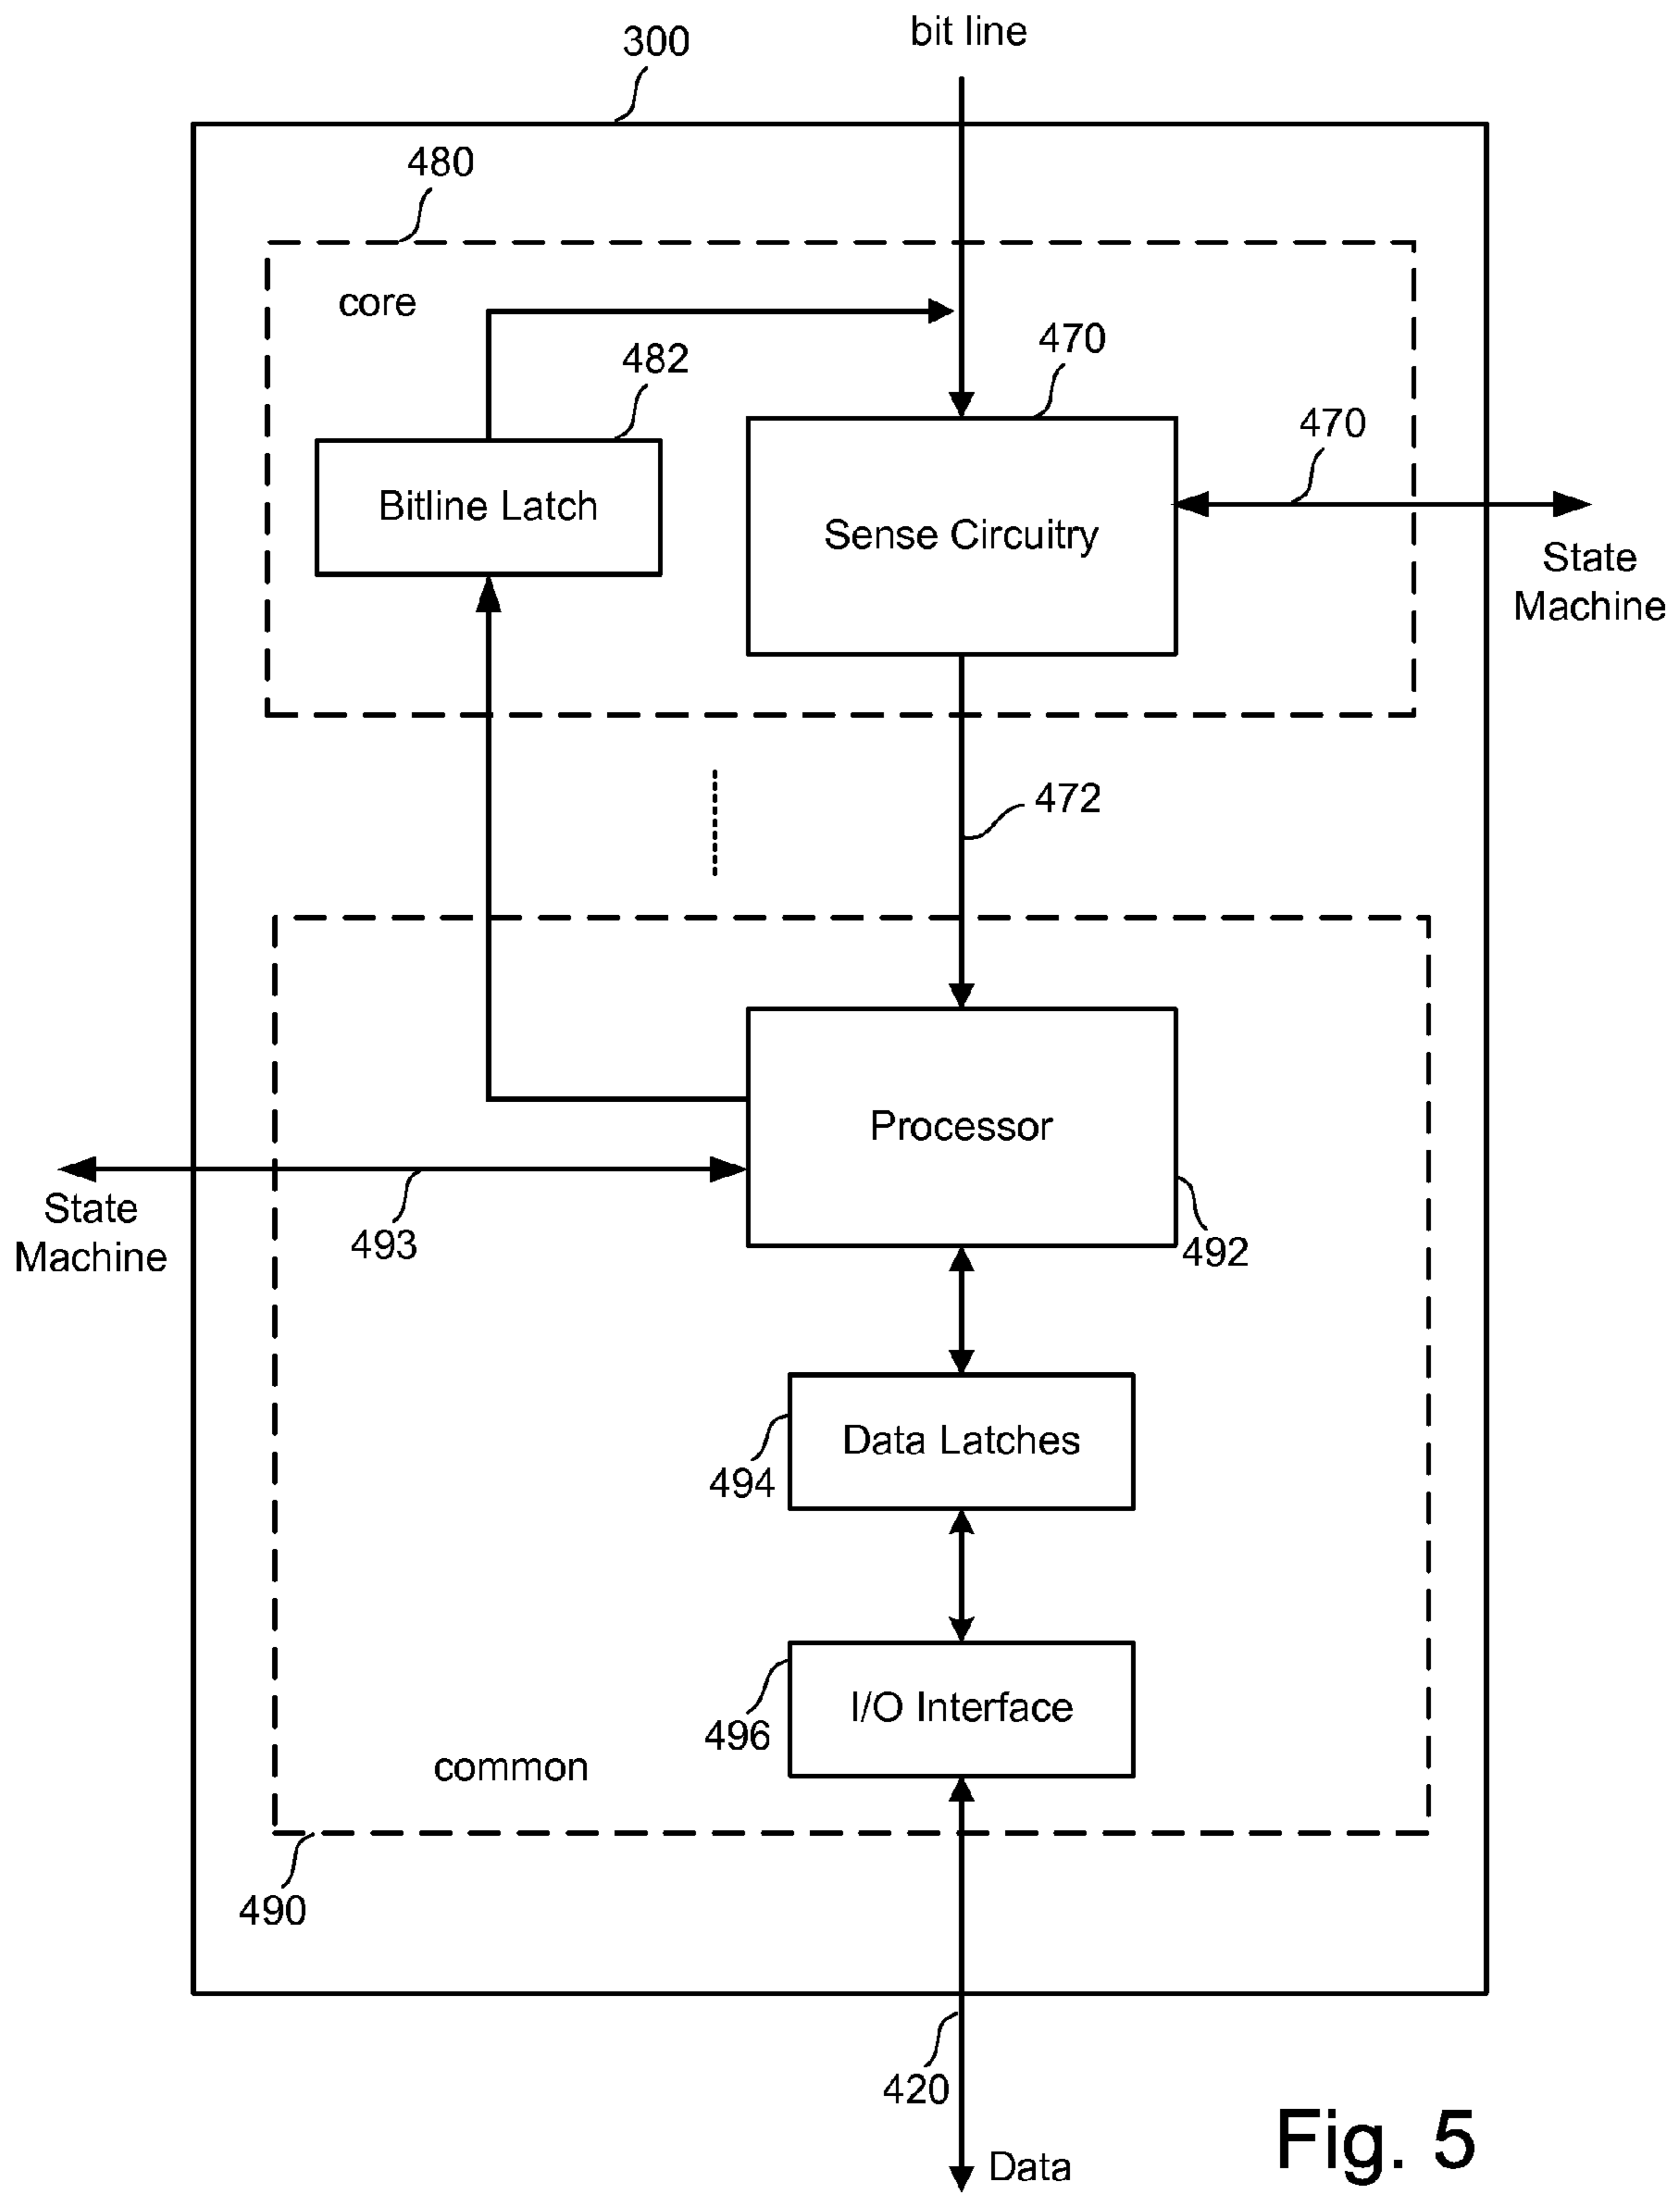 bit line
300
480
core
470
482
470
Bitline Latch
Sense Circuitry
State
Machine
472
Processor
State
Machine
493
492
Data Latches
494
I/O Interface
496
common
490
420
Data
Fig. 5